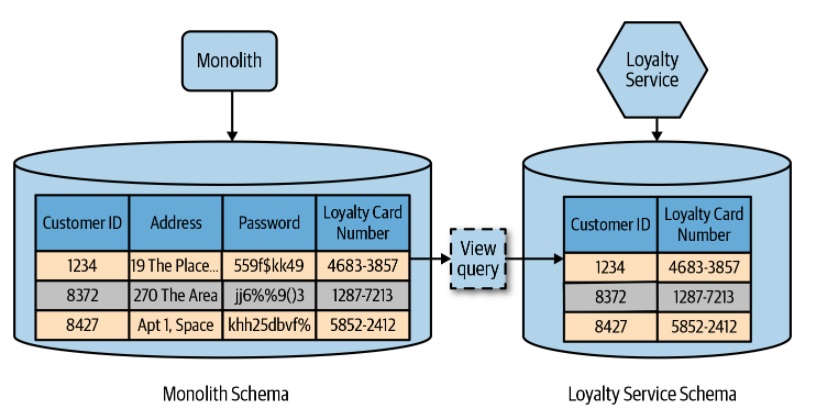 Monolith
Loyalty
Service
Customer ID Address Password Loyalty Card
Number
1234 19 The Place... 559f$kk49 4683-3857
8372 270 The Area jj6%%9()3 1287-7213
8427 Apt 1, Space khh25dbvf% 5852-2412
View
query
Customer ID Loyalty Card
Number
1234 4683-3857
8372 1287-7213
8427 5852-2412
Monolith Schema
Loyalty Service Schema